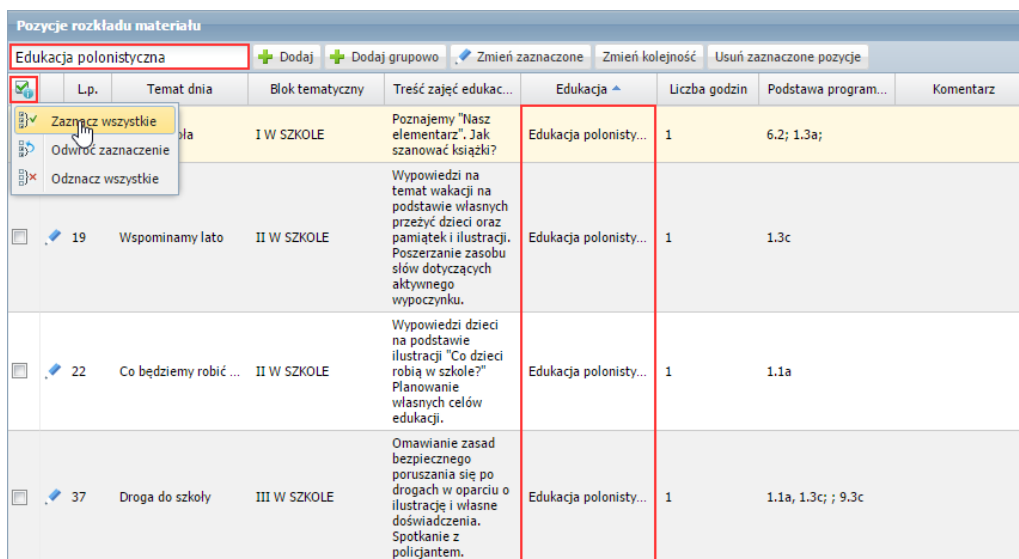 Pozycje rozkładu materiału
Edukacja polonistyczna
Dodaj
Dodaj grupowo
Zmień zaznaczone
Zmień kolejność
Usuń zaznaczone pozycje
L.p.
Temat dnia
Blok tematyczny
Treść zajęć edukac...
Edukacja
Liczba godzin
Podstawa program...
Komentarz
Zaznacz wszystkie
Odwróć zaznaczenie
Odznacz wszystkie
I W SZKOLE
Poznajemy "Nasz
elementarz". Jak
szanować książki?
Edukacja polonisty...
1
6.2; 1.3a;
19
Wspominamy lato
II W SZKOLE
Wypowiedzi na
temat wakacji na
podstawie własnych
przeżyć dzieci oraz
pamiątek i ilustracji.
Poszerzanie zasobu
słów dotyczących
aktywnego
wypoczynku.
Edukacja polonisty...
1
1.3c
22
Co będziemy robić ...
II W SZKOLE
Wypowiedzi dzieci
na podstawie
ilustracji "Co dzieci
robią w szkole?"
Planowanie
własnych celów
edukacji.
Edukacja polonisty...
1
1.1a
37
Droga do szkoły
III W SZKOLE
Omawianie zasad
bezpiecznego
poruszania się po
drogach w oparciu o
ilustrację i własne
doświadczenia.
Spotkanie z
policjantem.
Edukacja polonisty...
1
1.1a, 1.3c; ; 9.3c